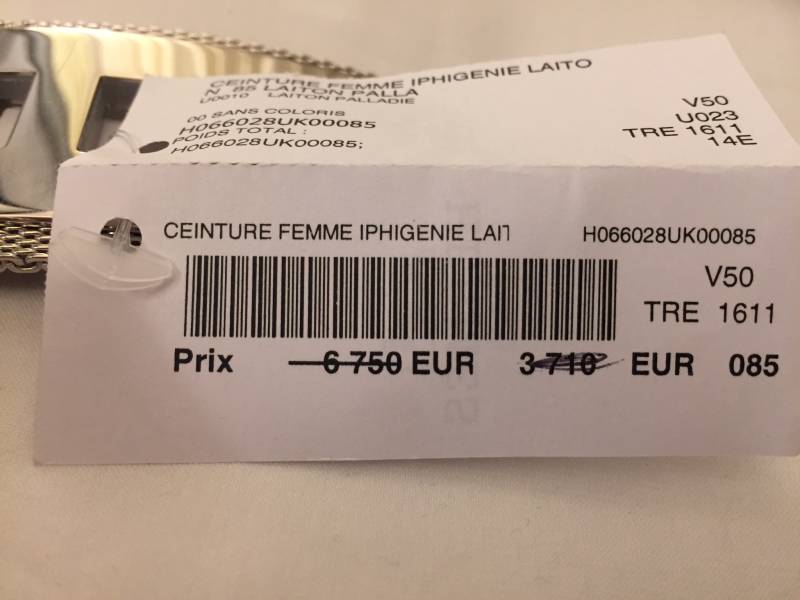 CEINTURE FEMME IPHIGENIE LAITO
N 85 LAITON PALLA
U0010 LAITON PALLADIE
V50
00 SANS COLORIS
U023
H066028UK00085
TRE 1611
POIDS TOTAL :
14E
H066028UK00085;
CEINTURE FEMME IPHIGENIE LAIT
H066028UK00085
V50
TRE 1611
Prix 6 750 EUR 3 710 EUR 085